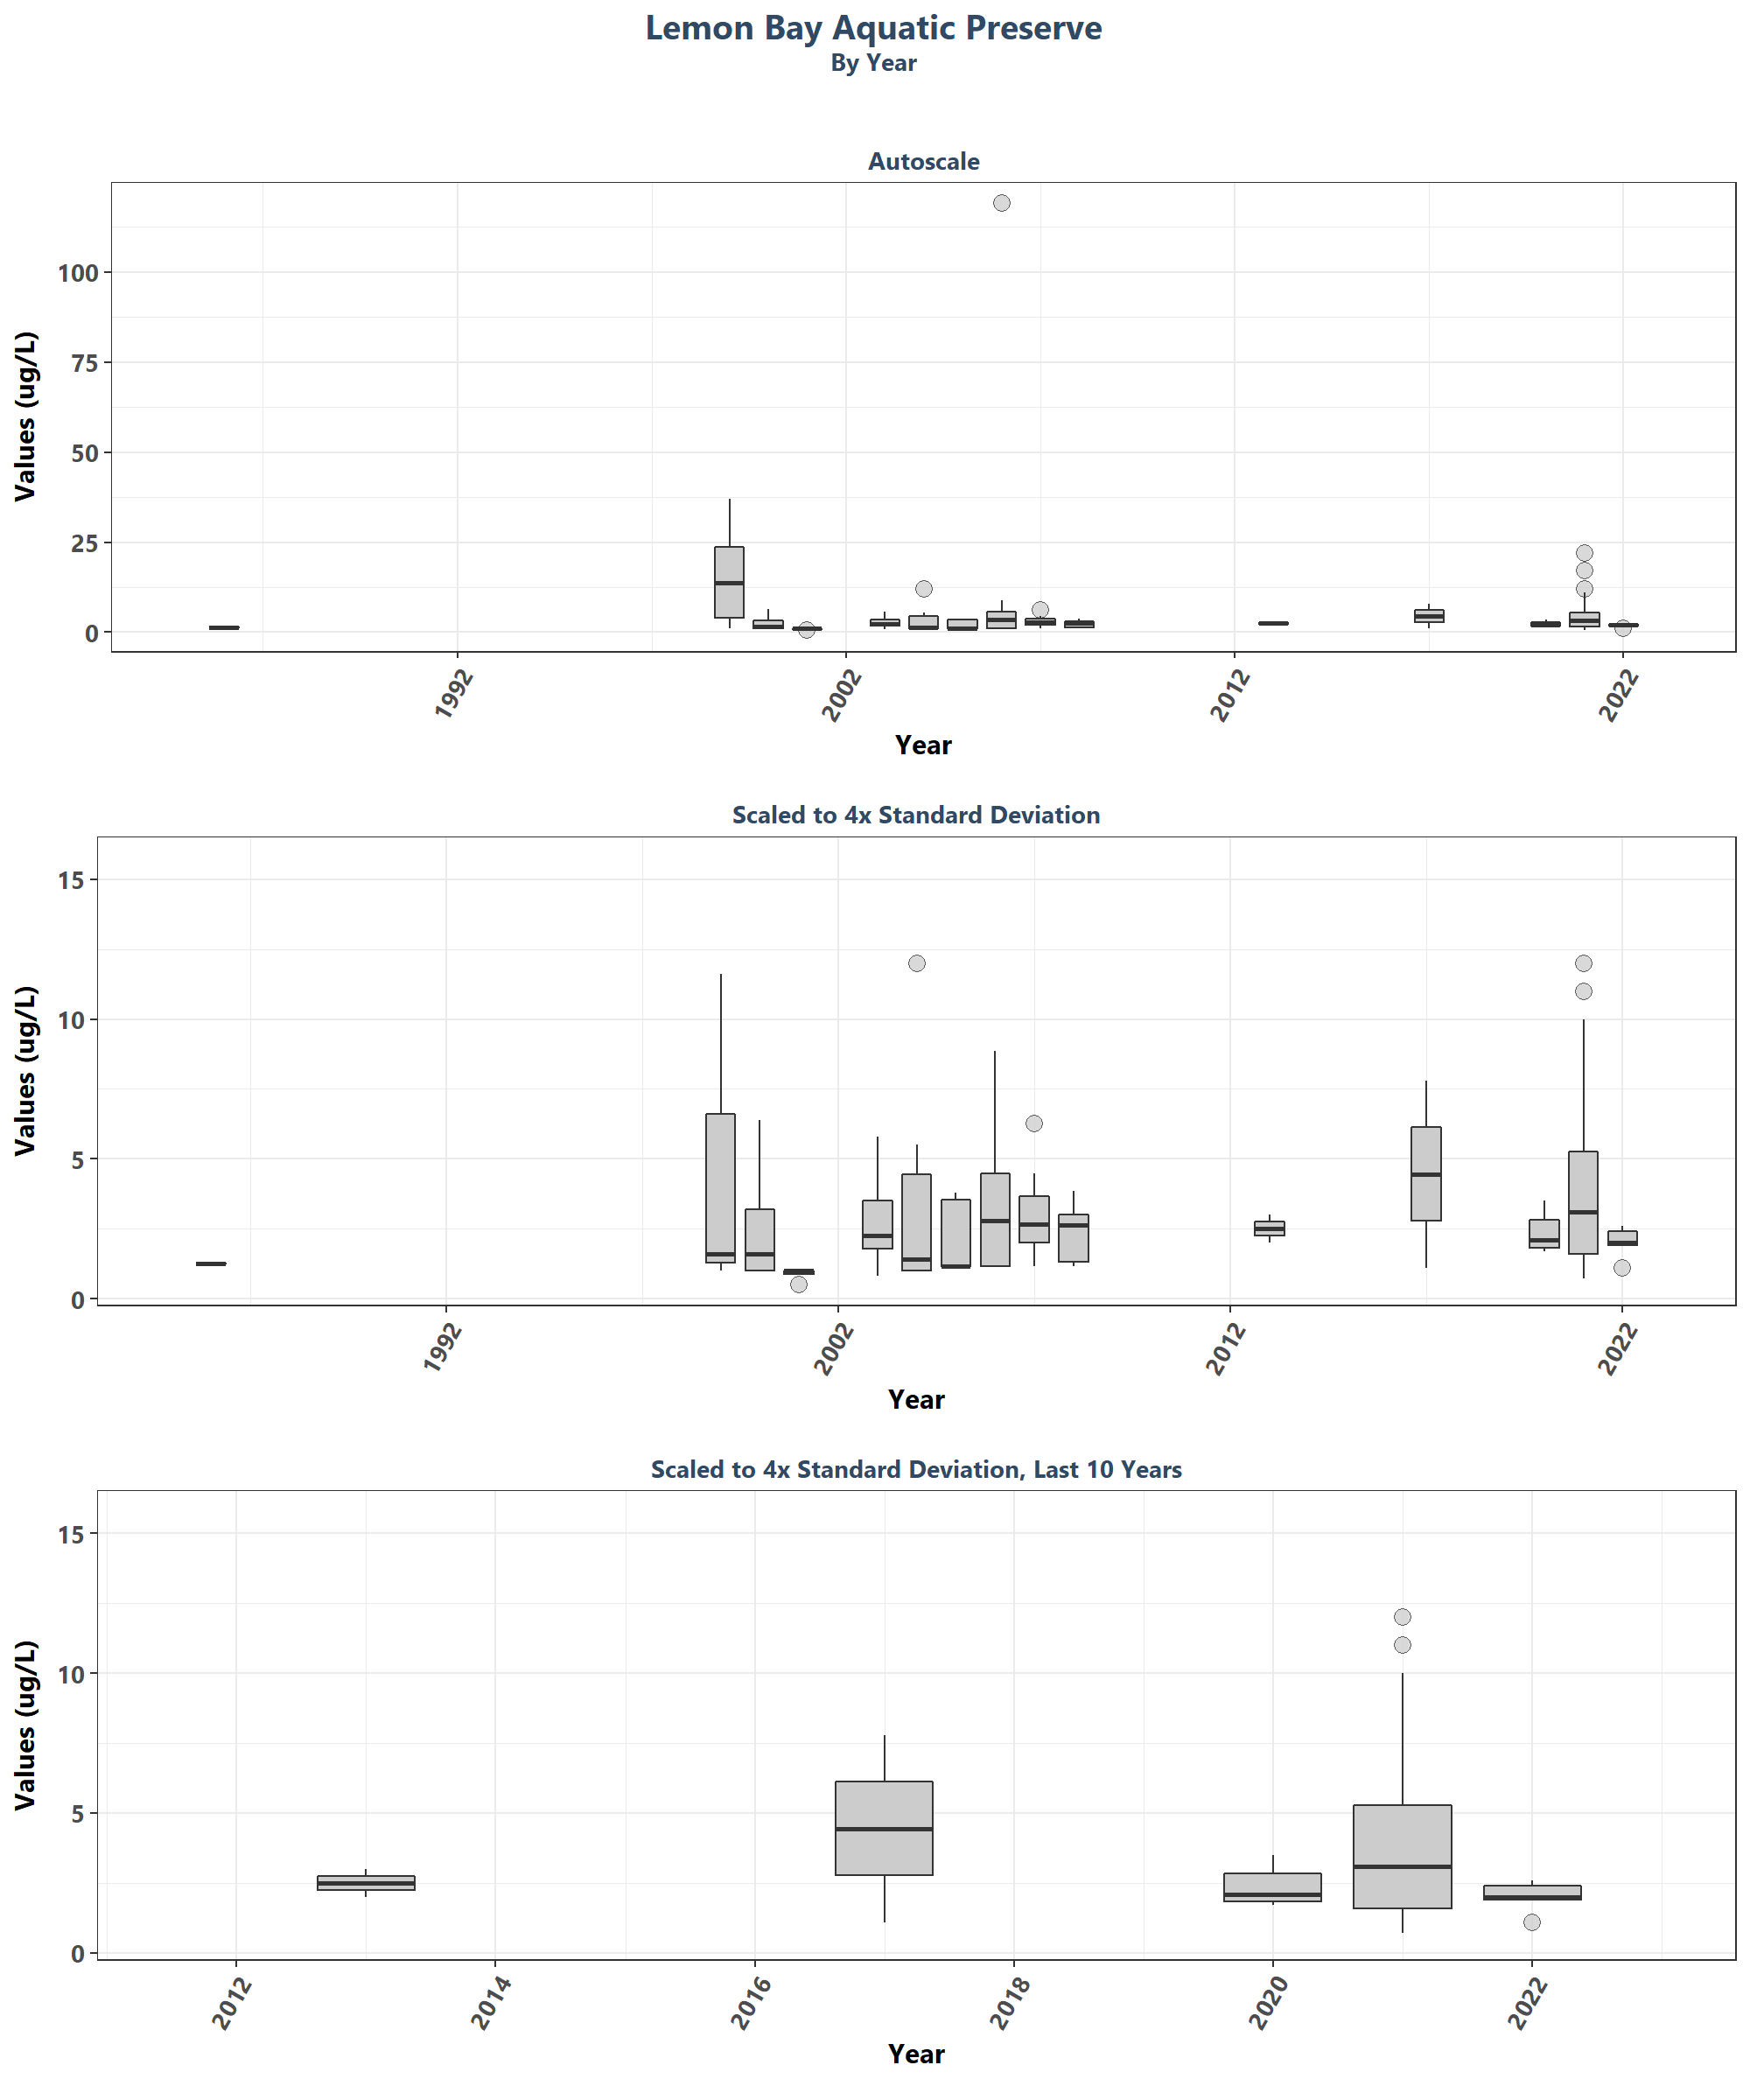 Lemon Bay Aquatic Preserve
By Year
Autoscale
Values (ug/L)
100
75
50
25
0
1992
2002
2012
2022
Year
Scaled to 4x Standard Deviation
Values (ug/L)
15
10
5
0
1992
2002
2012
2022
Year
Scaled to 4x Standard Deviation, Last 10 Years
Values (ug/L)
15
10
5
0
2012
2014
2016
2018
2020
2022
Year